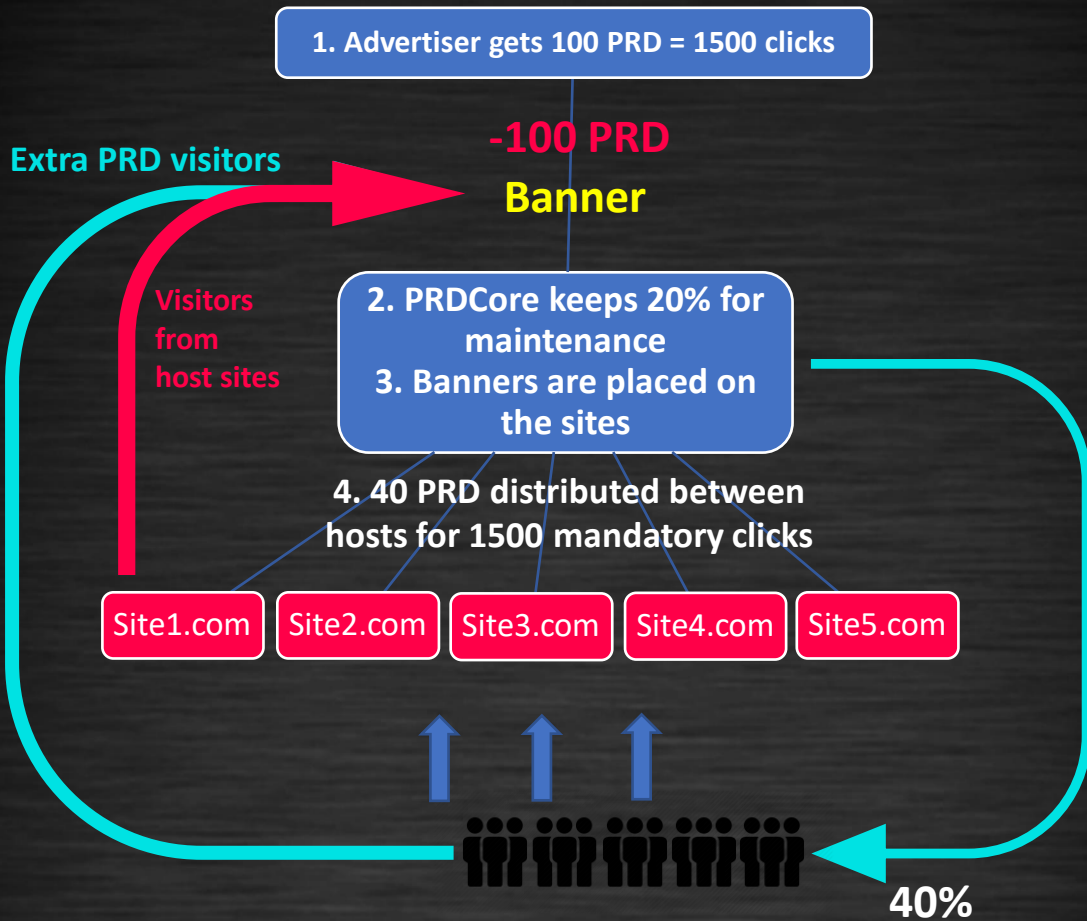 1. Advertiser gets 100 PRD = 1500 clicks
-100 PRD
Extra PRD visitors
Banner
Visitors
from
host sites
2. PRDCore keeps 20% for
maintenance
3. Banners are placed on
the sites
4. 40 PRD distributed between
hosts for 1500 mandatory clicks
Site1.com
Site2.com
Site3.com
Site4.com
Site5.com
40%